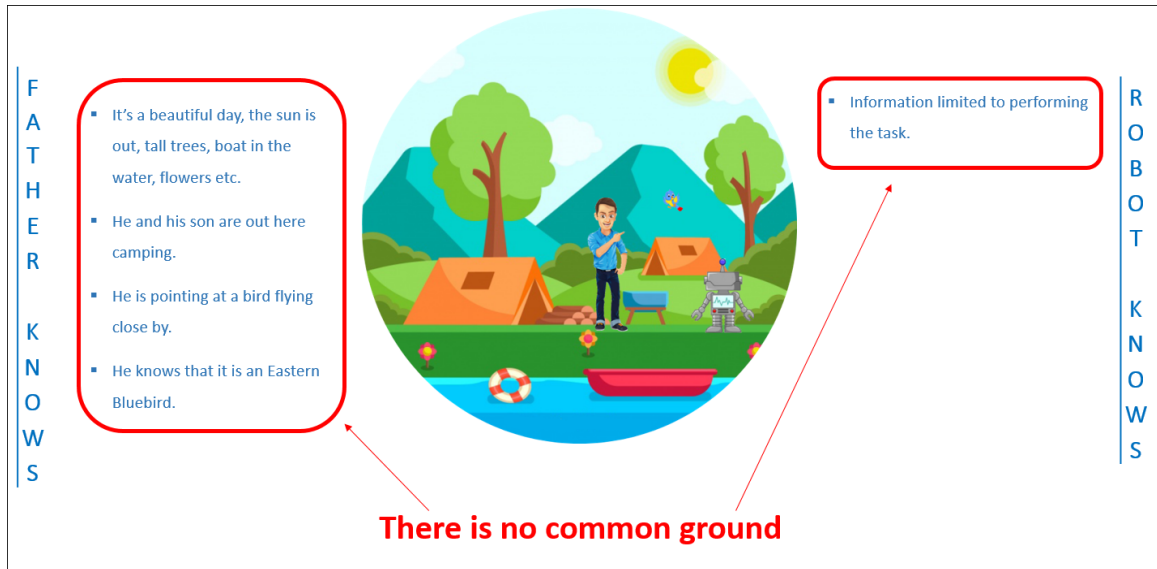 FATHER KNOWS
▪ It’s a beautiful day, the sun is
out, tall trees, boat in the
water, flowers etc.
▪ He and his son are out here
camping.
▪ He is pointing at a bird flying
close by.
▪ He knows that it is an Eastern
Bluebird.
▪ Information limited to performing
the task.
ROBOT KNOWS
There is no common ground